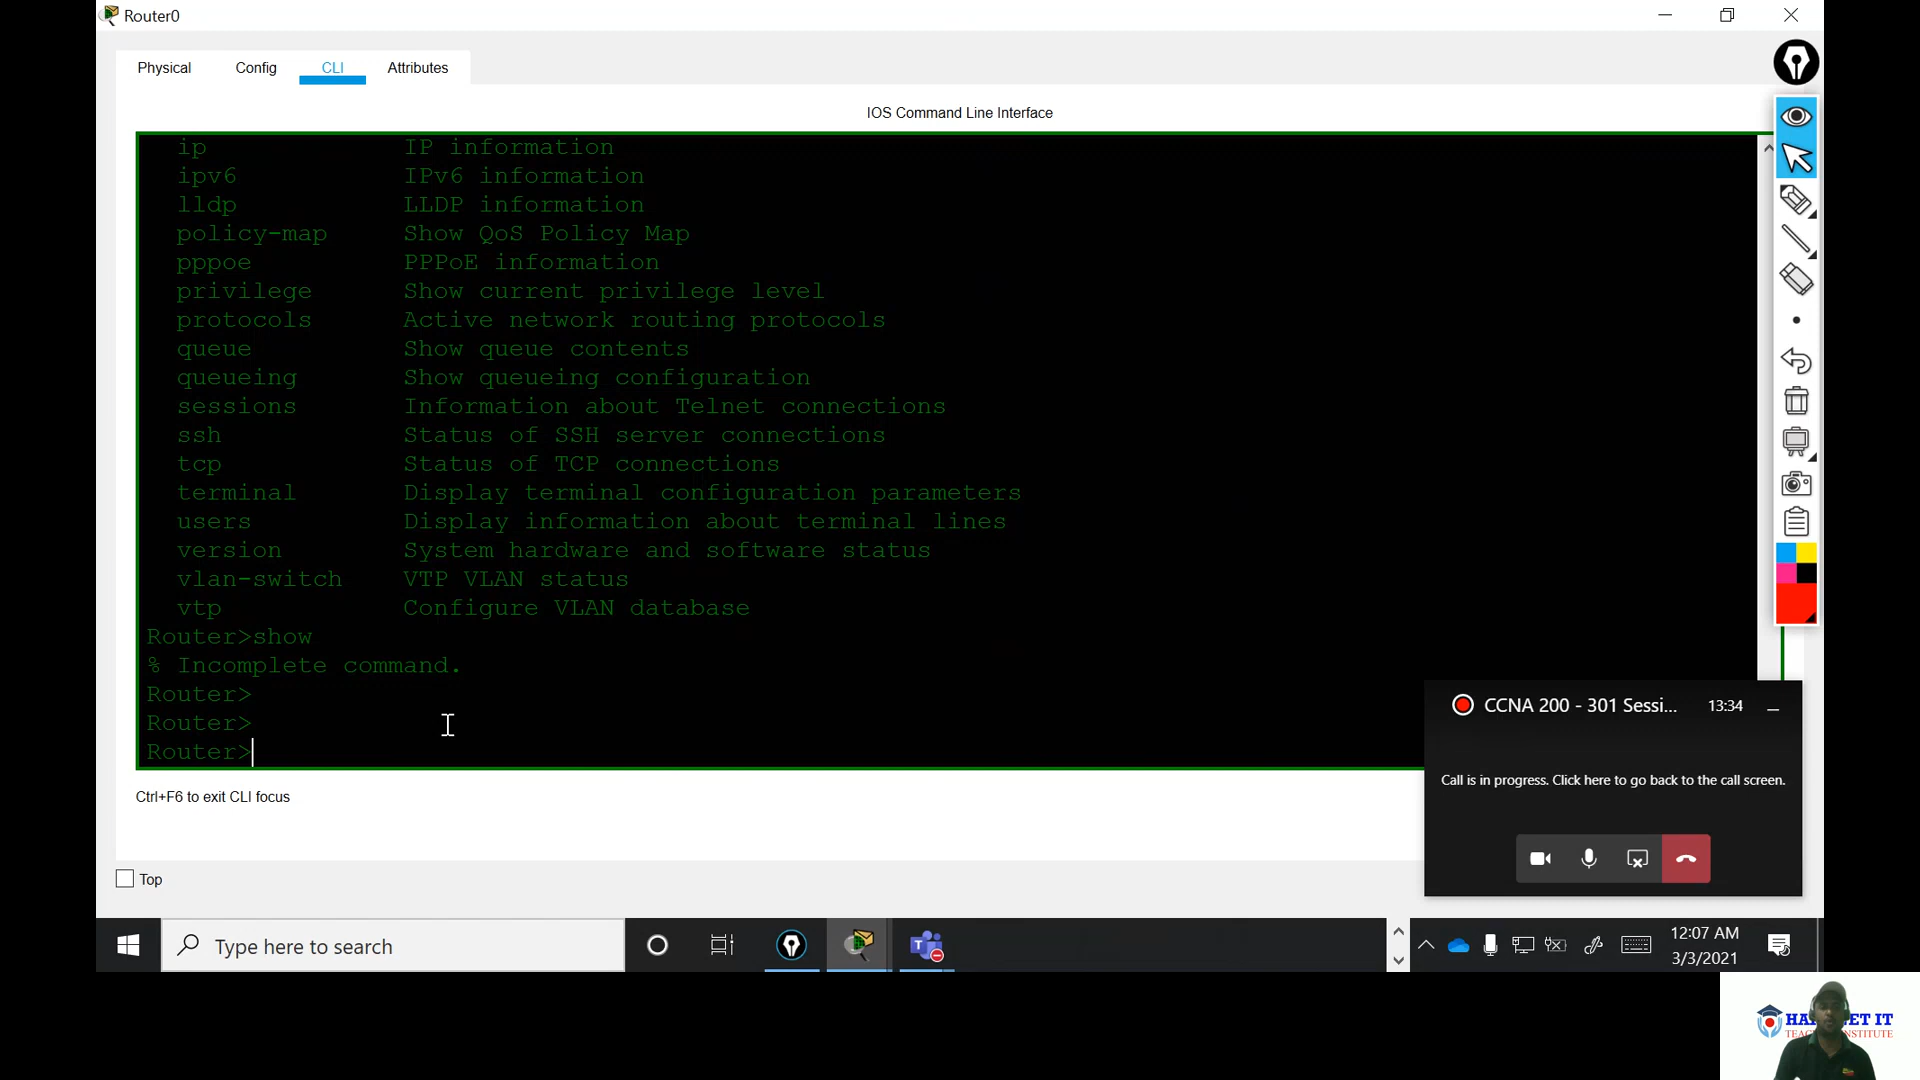 Router0
Physical Config CLI Attributes
IOS Command Line Interface
ip IP information
ipv6 IPv6 information
lldp LLDP information
policy-map Show QoS Policy Map
pppoe PPPoE information
privilege Show current privilege level
protocols Active network routing protocols
queue Show queue contents
queueing Show queueing configuration
sessions Information about Telnet connections
ssh Status of SSH server connections
tcp Status of TCP connections
terminal Display terminal configuration parameters
users Display information about terminal lines
version System hardware and software status
vlan-switch VTP VLAN status
vtp Configure VLAN database
Router>show
% Incomplete command.
Router>
Router>
Router>
Ctrl+F6 to exit CLI focus
Top
CCNA 200 - 301 Sessi... 13:34
Call is in progress. Click here to go back to the call screen.
Type here to search
12:07 AM
3/3/2021
IT